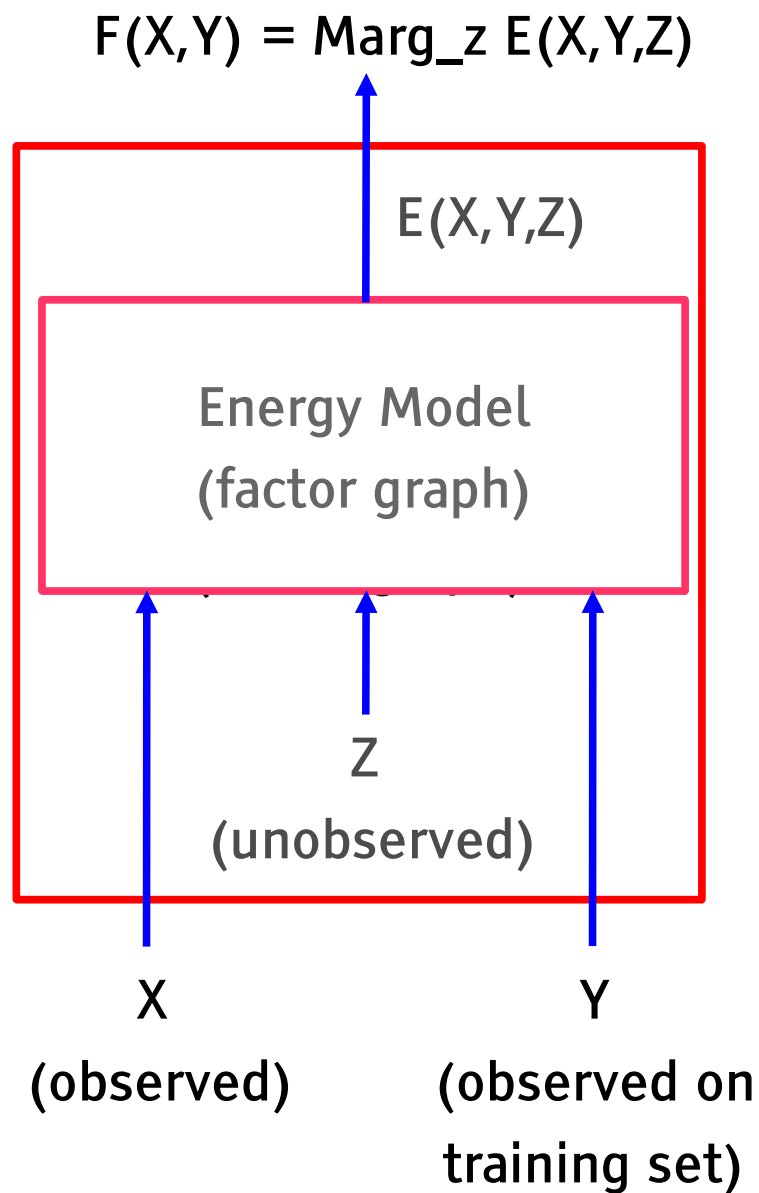 F(X,Y) = Marg_z E(X,Y,Z)
E(X,Y,Z)
Energy Model
(factor graph)
Z
(unobserved)
X
(observed)
Y
(observed on
training set)